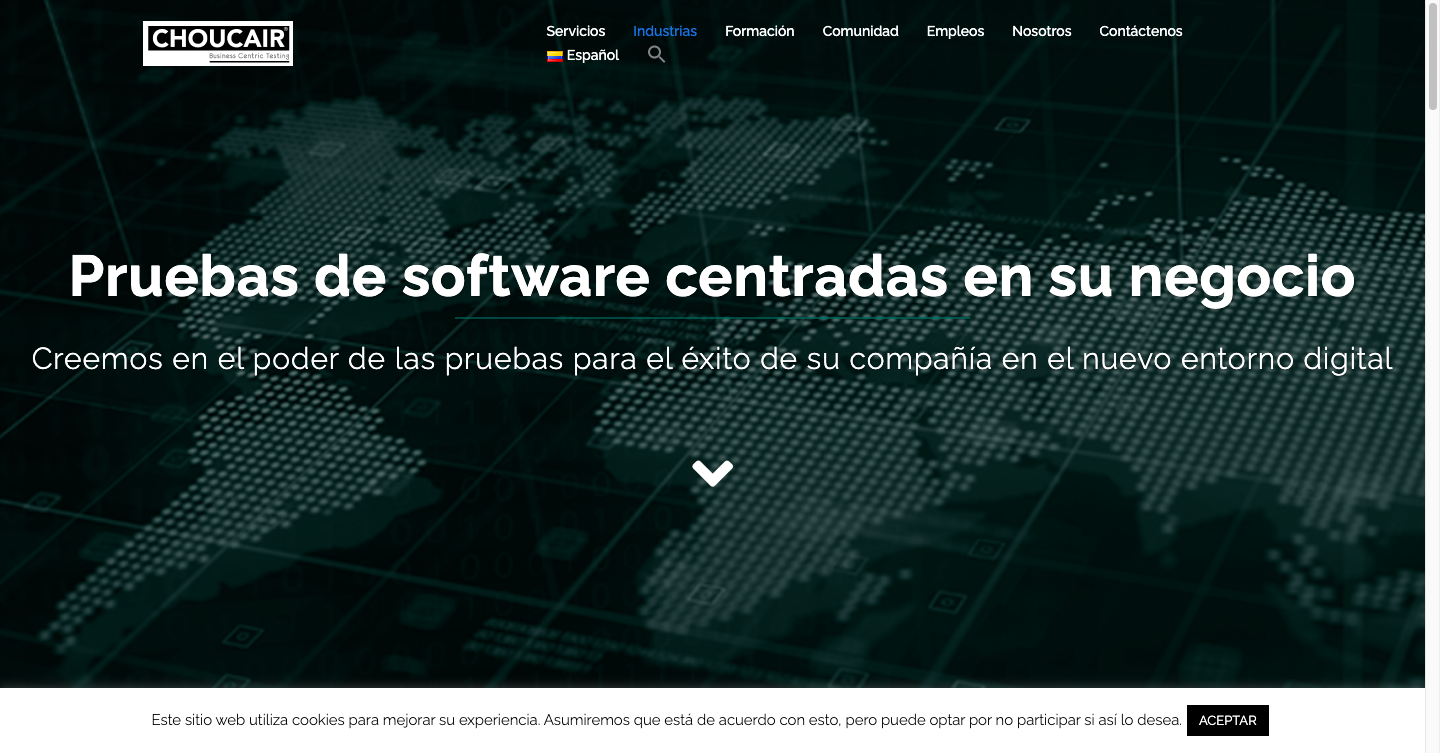 CHOUCAIR
Business Centric Testing
Servicios Industrias Formación Comunidad Empleos Nosotros Contáctenos
Español
Pruebas de software centradas en su negocio
Creemos en el poder de las pruebas para el éxito de su compañía en el nuevo entorno digital
Este sitio web utiliza cookies para mejorar su experiencia. Asumiremos que está de acuerdo con esto, pero puede optar por no participar si así lo desea. ACEPTAR